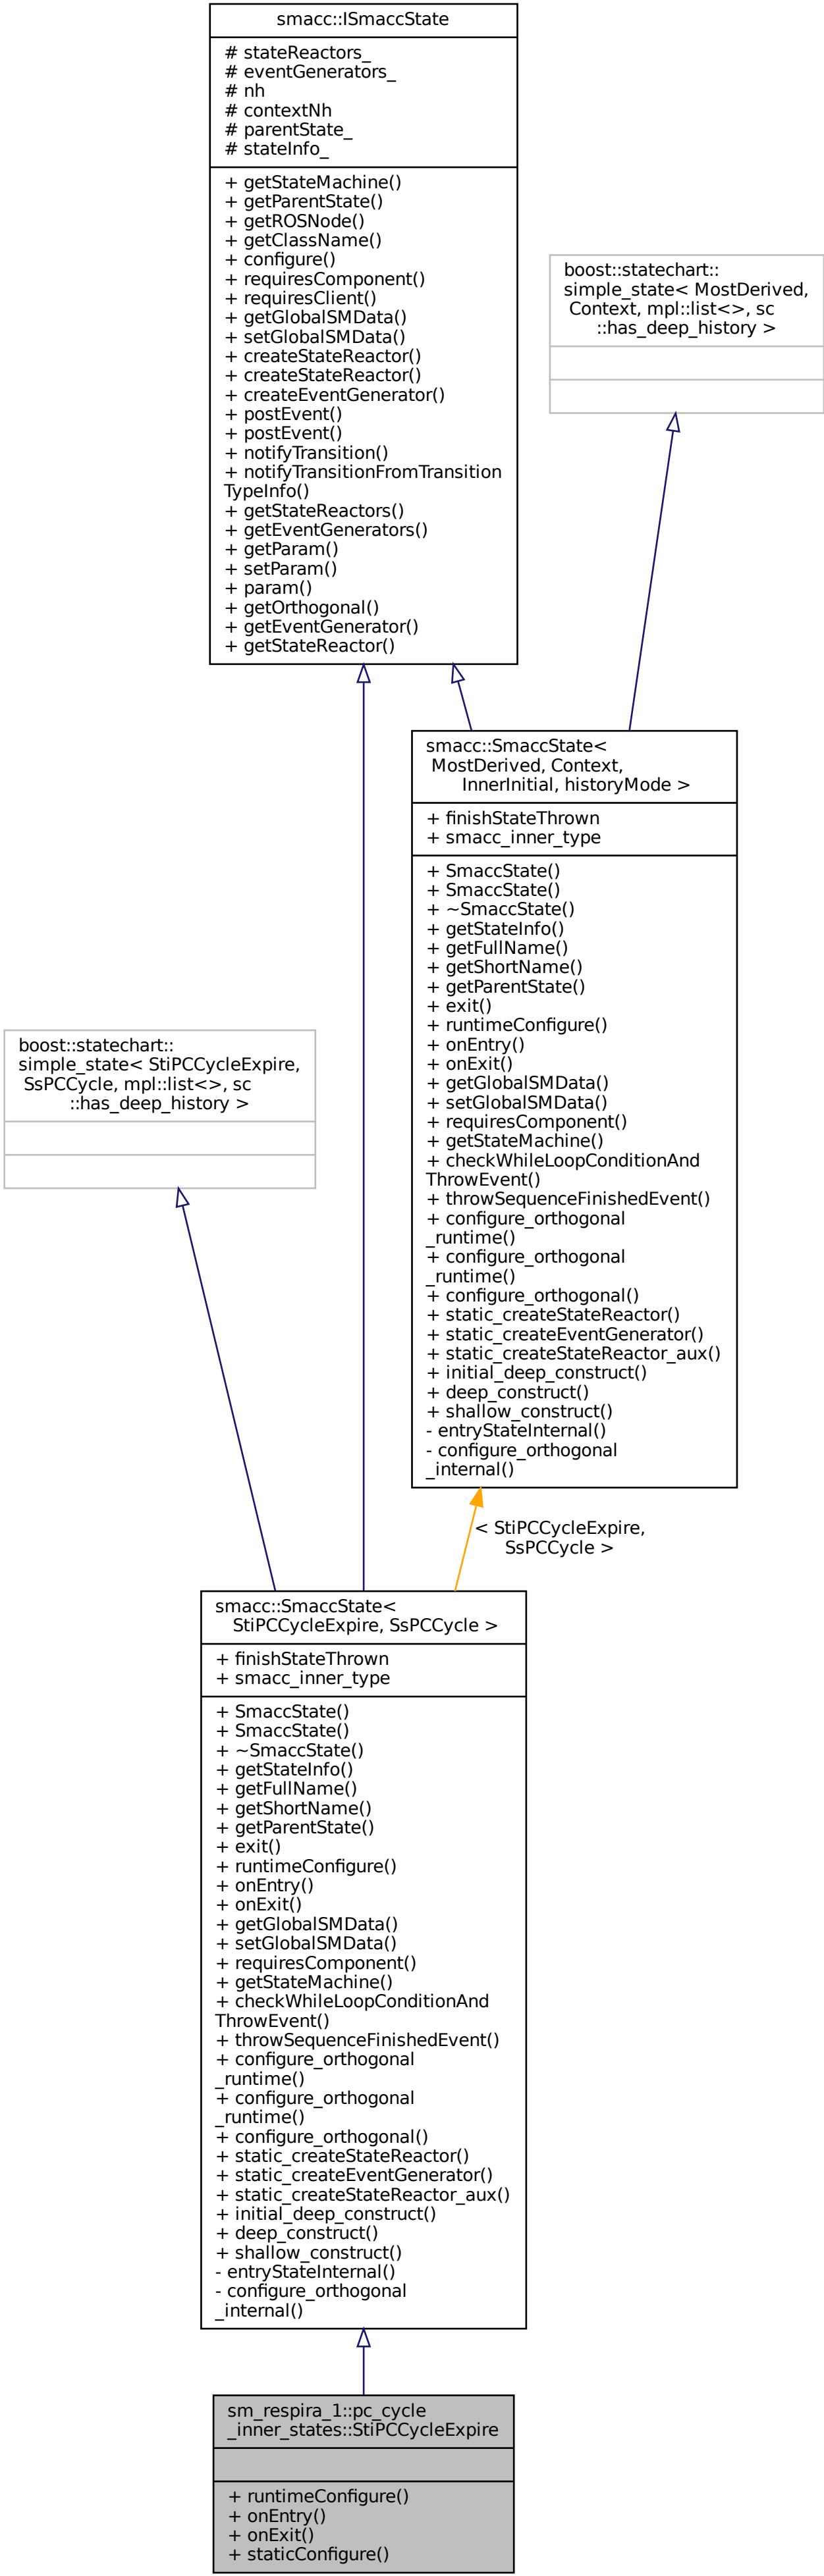 smacc::ISmaccState
# stateReactors_
# eventGenerators_
# nh
# contextNh
# parentState_
# stateInfo_
+ getStateMachine()
+ getParentState()
+ getROSNode()
+ getClassName()
+ configure()
+ requiresComponent()
+ requiresClient()
+ getGlobalSMData()
+ setGlobalSMData()
+ createStateReactor()
+ createStateReactor()
+ createEventGenerator()
+ postEvent()
+ postEvent()
+ notifyTransition()
+ notifyTransitionFromTransition
TypeInfo()
+ getStateReactors()
+ getEventGenerators()
+ getParam()
+ setParam()
+ param()
+ getOrthogonal()
+ getEventGenerator()
+ getStateReactor()
boost::statechart::
simple_state< MostDerived,
Context, mpl::list<>, sc
::has_deep_history >
smacc::SmaccState<
MostDerived, Context,
InnerInitial, historyMode >
+ finishStateThrown
+ smacc_inner_type
+ SmaccState()
+ SmaccState()
+ ~SmaccState()
+ getStateInfo()
+ getFullName()
+ getShortName()
+ getParentState()
+ exit()
+ runtimeConfigure()
+ onEntry()
+ onExit()
+ getGlobalSMData()
+ setGlobalSMData()
+ requiresComponent()
+ getStateMachine()
+ checkWhileLoopConditionAnd
ThrowEvent()
+ throwSequenceFinishedEvent()
+ configure_orthogonal
_runtime()
+ configure_orthogonal
_runtime()
+ configure_orthogonal()
+ static_createStateReactor()
+ static_createEventGenerator()
+ static_createStateReactor_aux()
+ initial_deep_construct()
+ deep_construct()
+ shallow_construct()
- entryStateInternal()
- configure_orthogonal
_internal()
boost::statechart::
simple_state< StiPCCycleExpire,
SsPCCycle, mpl::list<>, sc
::has_deep_history >
< StiPCCycleExpire,
SsPCCycle >
smacc::SmaccState<
StiPCCycleExpire, SsPCCycle >
+ finishStateThrown
+ smacc_inner_type
+ SmaccState()
+ SmaccState()
+ ~SmaccState()
+ getStateInfo()
+ getFullName()
+ getShortName()
+ getParentState()
+ exit()
+ runtimeConfigure()
+ onEntry()
+ onExit()
+ getGlobalSMData()
+ setGlobalSMData()
+ requiresComponent()
+ getStateMachine()
+ checkWhileLoopConditionAnd
ThrowEvent()
+ throwSequenceFinishedEvent()
+ configure_orthogonal
_runtime()
+ configure_orthogonal
_runtime()
+ configure_orthogonal()
+ static_createStateReactor()
+ static_createEventGenerator()
+ static_createStateReactor_aux()
+ initial_deep_construct()
+ deep_construct()
+ shallow_construct()
- entryStateInternal()
- configure_orthogonal
_internal()
sm_respira_1::pc_cycle
_inner_states::StiPCCycleExpire
+ runtimeConfigure()
+ onEntry()
+ onExit()
+ staticConfigure()